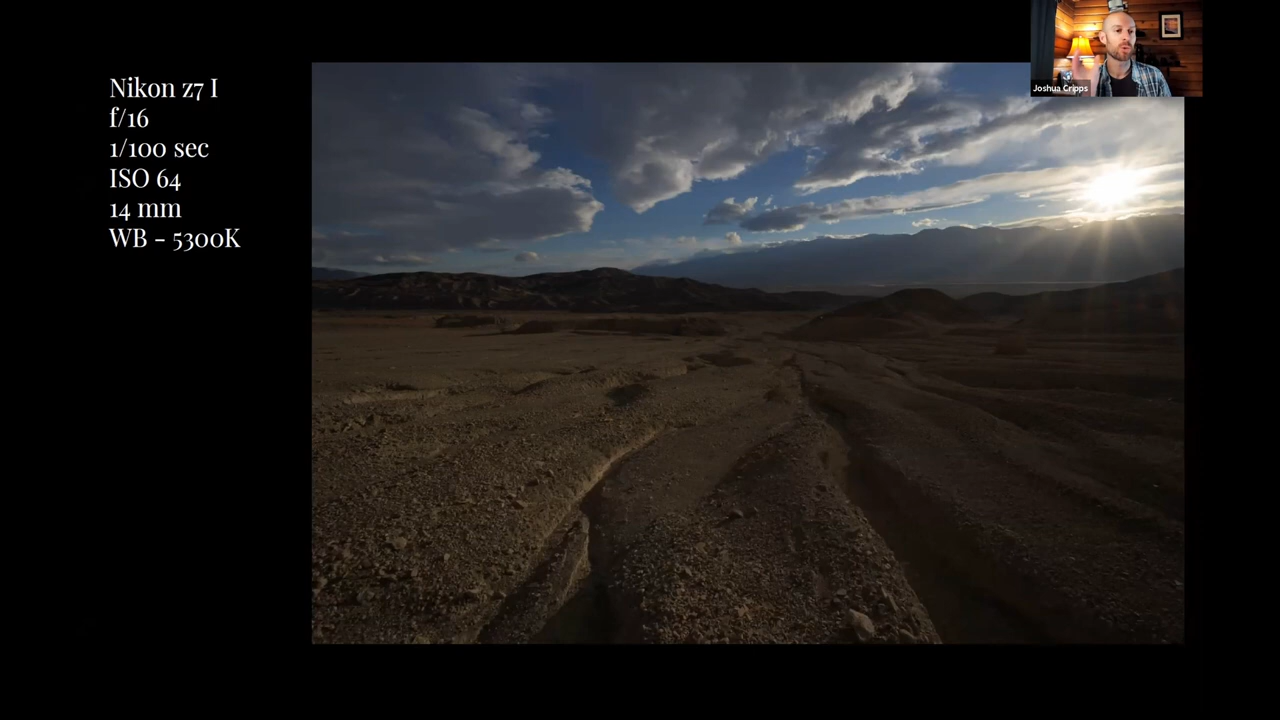 Nikon z7 I
f/16
1/100 sec
ISO 64
14 mm
WB - 5300K
Joshua Cripps